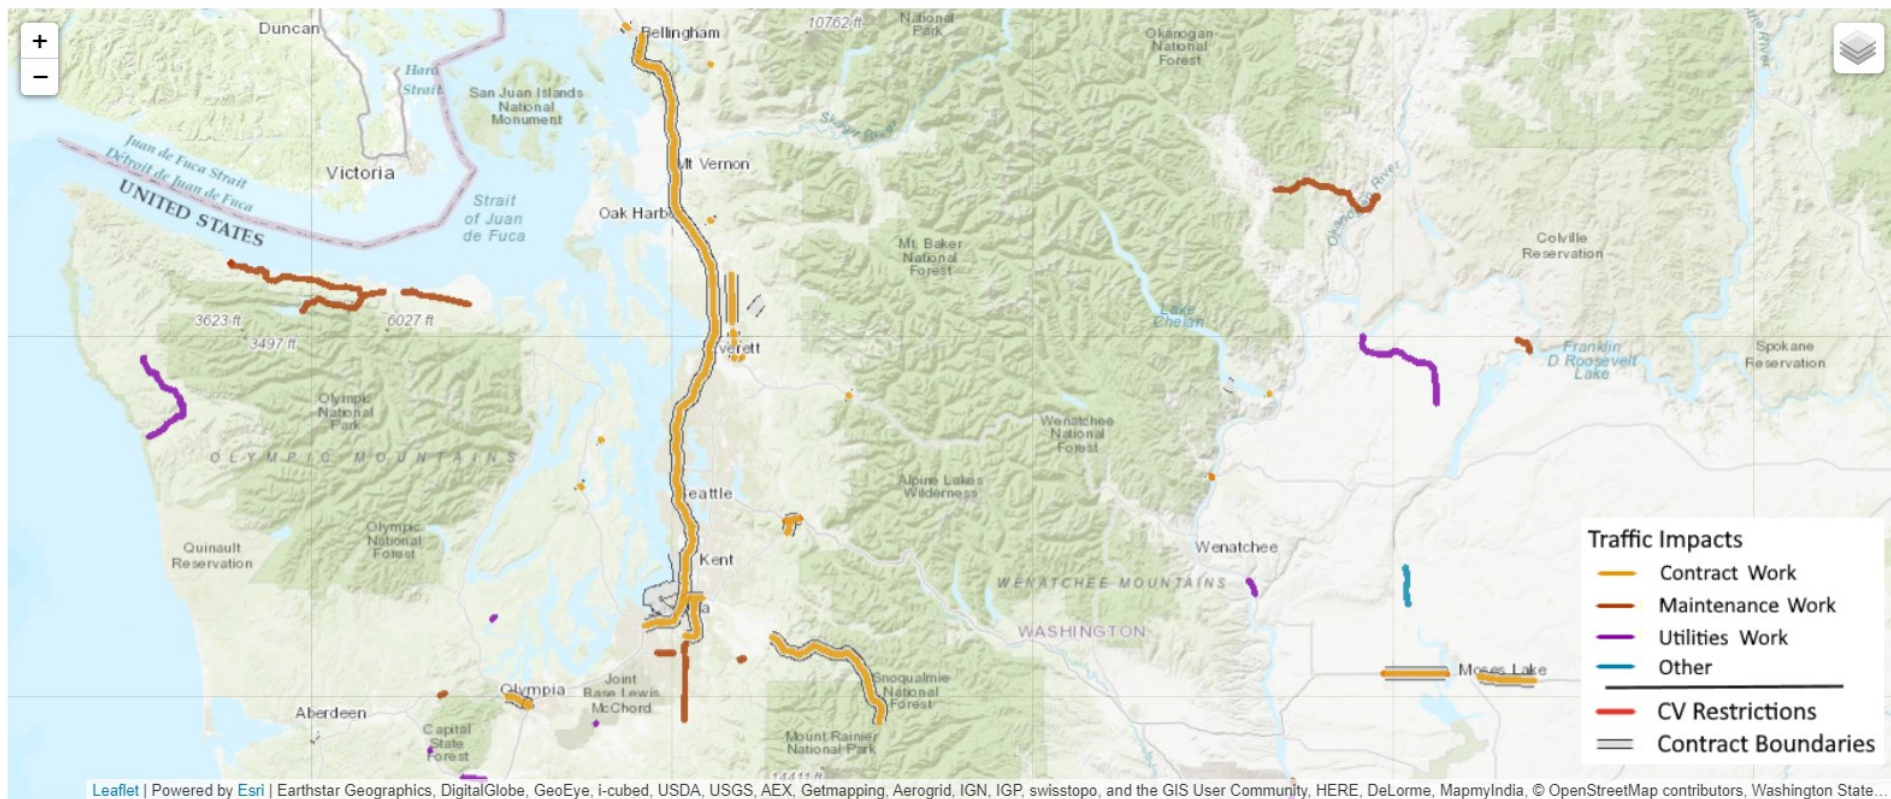 +
−
Duncan
Bellingham
10762 ft
National
Park
Okanogan
National
Forest
Haro
Strait
San Juan Islands
National
Monument
Skagit River
Mt Vernon
Juan de Fuca Strait
Détroit de Juan de Fuca
Victoria
UNITED STATES
Strait
of Juan
de Fuca
Oak Harb
Okanogan River
Colville
Reservation
Mt. Baker
National
Forest
Lake
Chelan
3623 ft
6027 ft
3497 ft
verett
Franklin
D Roosevelt
Lake
Spokane
Reservation
Olympic
National
Park
Wenatchee
National
Forest
OLYMPIC MOUNTAINS
Seattle
Alpine Lakes
Wilderness
Quinault
Reservation
Olympic
National
Forest
Kent
Wenatchee
WENATCHEE MOUNTAINS
a
WASHINGTON
Moses Lake
Olympia
Joint
Base Lewis
McChord
Snoqualmie
National
Forest
Aberdeen
Capital
State
Forest
Mount Rainier
National Park
14411 ft
Traffic Impacts
Contract Work
Maintenance Work
Utilities Work
Other
CV Restrictions
Contract Boundaries
Leaflet | Powered by Esri | Earthstar Geographics, DigitalGlobe, GeoEye, i-cubed, USDA, USGS, AEX, Getmapping, Aerogrid, IGN, IGP, swisstopo, and the GIS User Community, HERE, DeLorme, MapmyIndia, © OpenStreetMap contributors, Washington State...